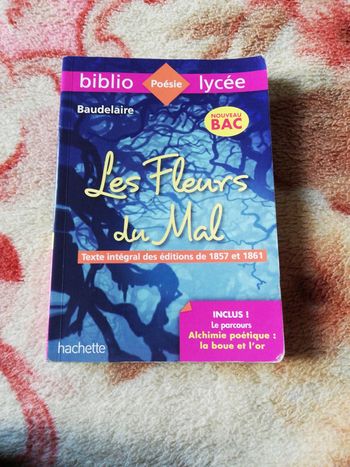 biblio Poésie lycée
Baudelaire
NOUVEAU
BAC
Les Fleurs
du Mal
Texte intégral des éditions de 1857 et 1861
INCLUS !
Le parcours
Alchimie poétique :
la boue et l'or
hachette